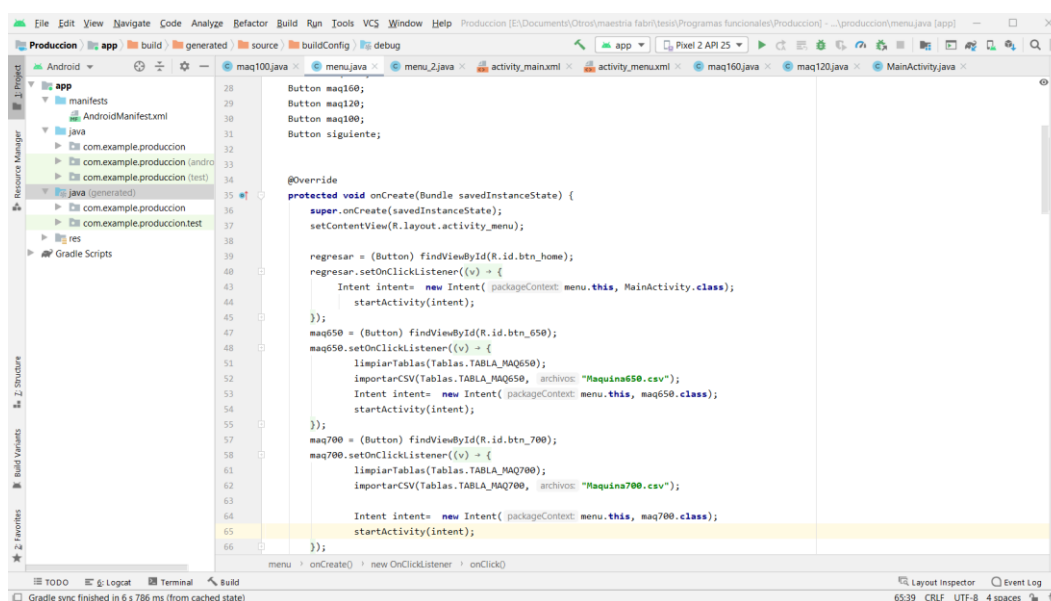 File Edit View Navigate Code Analyze Refactor Build Run Tools VCS Window Help Produccion [E:\Documents\Otros\maestria fabri\tesis\Programas funcionales\Produccion] - ...\produccion\menu.java [app]
Produccion app build generated source buildConfig debug app Pixel 2 API 25
1: Project Android maq100.java menu.java menu_2.java activity_main.xml activity_menu.xml maq160.java maq120.java MainActivity.java
app
manifests
AndroidManifest.xml
java
com.example.produccion
com.example.produccion (andro
com.example.produccion (test)
java (generated)
com.example.produccion
com.example.produccion.test
res
Gradle Scripts
Resource Manager
Z: Structure
Build Variants
2: Favorites
28 Button maq160;
29 Button maq120;
30 Button maq100;
31 Button siguiente;
32
33
34 @Override
35 protected void onCreate(Bundle savedInstanceState) {
36 super.onCreate(savedInstanceState);
37 setContentView(R.layout.activity_menu);
38
39 regresar = (Button) findViewById(R.id.btn_home);
40 regresar.setOnClickListener((v) → {
43 Intent intent= new Intent( packageContext: menu.this, MainActivity.class);
44 startActivity(intent);
45 });
47 maq650 = (Button) findViewById(R.id.btn_650);
48 maq650.setOnClickListener((v) → {
51 limpiarTablas(Tablas.TABLA_MAQ650);
52 importarCSV(Tablas.TABLA_MAQ650, archivos: "Maquina650.csv");
53 Intent intent= new Intent( packageContext: menu.this, maq650.class);
54 startActivity(intent);
55 });
57 maq700 = (Button) findViewById(R.id.btn_700);
58 maq700.setOnClickListener((v) → {
61 limpiarTablas(Tablas.TABLA_MAQ700);
62 importarCSV(Tablas.TABLA_MAQ700, archivos: "Maquina700.csv");
63
64 Intent intent= new Intent( packageContext: menu.this, maq700.class);
65 startActivity(intent);
66 });
menu onCreate() new OnClickListener onClick()
TODO 6: Logcat Terminal Build Layout Inspector Event Log
Gradle sync finished in 6 s 786 ms (from cached state) 65:39 CRLF UTF-8 4 spaces